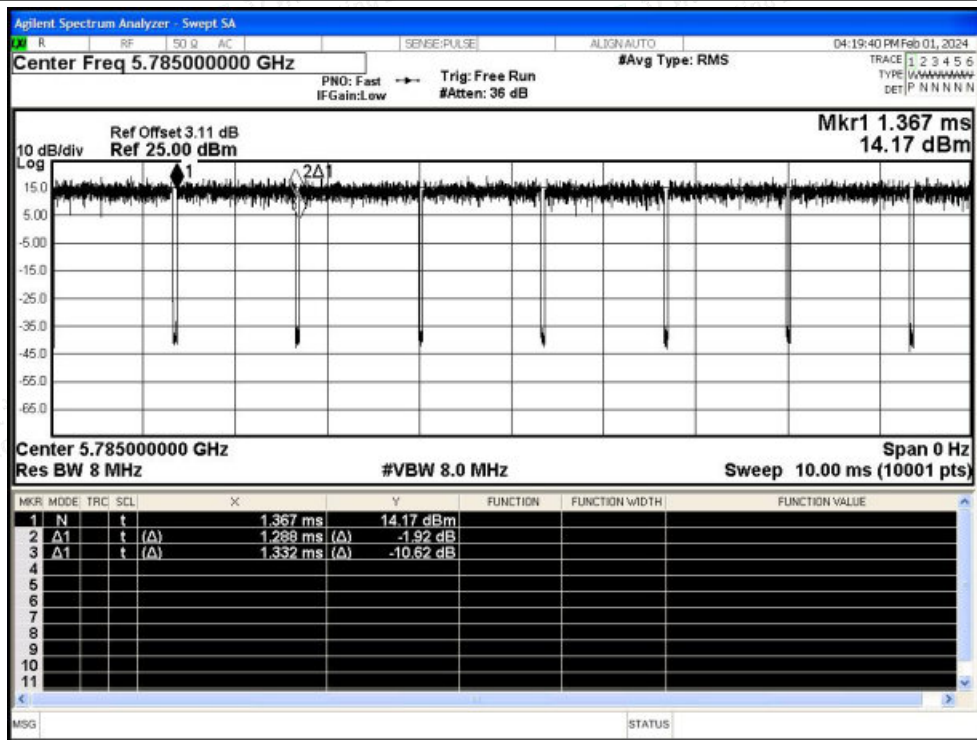 Agilent Spectrum Analyzer - Swept SA
R RF 50 Ω AC SENSE:PULSE ALIGNAUTO 04:19:40 PM Feb 01, 2024
Center Freq 5.785000000 GHz #Avg Type: RMS TRACE 1 2 3 4 5 6
PNO: Fast Trig: Free Run TYPE
IFGain:Low #Atten: 36 dB DET P N N N N N
Mkr1 1.367 ms
Ref Offset 3.11 dB
10 dB/div Ref 25.00 dBm 14.17 dBm
Log
1 2Δ1
15.0
5.00
-5.00
-15.0
-25.0
-35.0
-45.0
-55.0
-65.0
Center 5.785000000 GHz Span 0 Hz
Res BW 8 MHz #VBW 8.0 MHz Sweep 10.00 ms (10001 pts)
MKR MODE TRC SCL X Y FUNCTION FUNCTION WIDTH FUNCTION VALUE
1 N t 1.367 ms 14.17 dBm
2 Δ1 t (Δ) 1.288 ms (Δ) -1.92 dB
3 Δ1 t (Δ) 1.332 ms (Δ) -10.62 dB
4
5
6
7
8
9
10
11
MSG STATUS